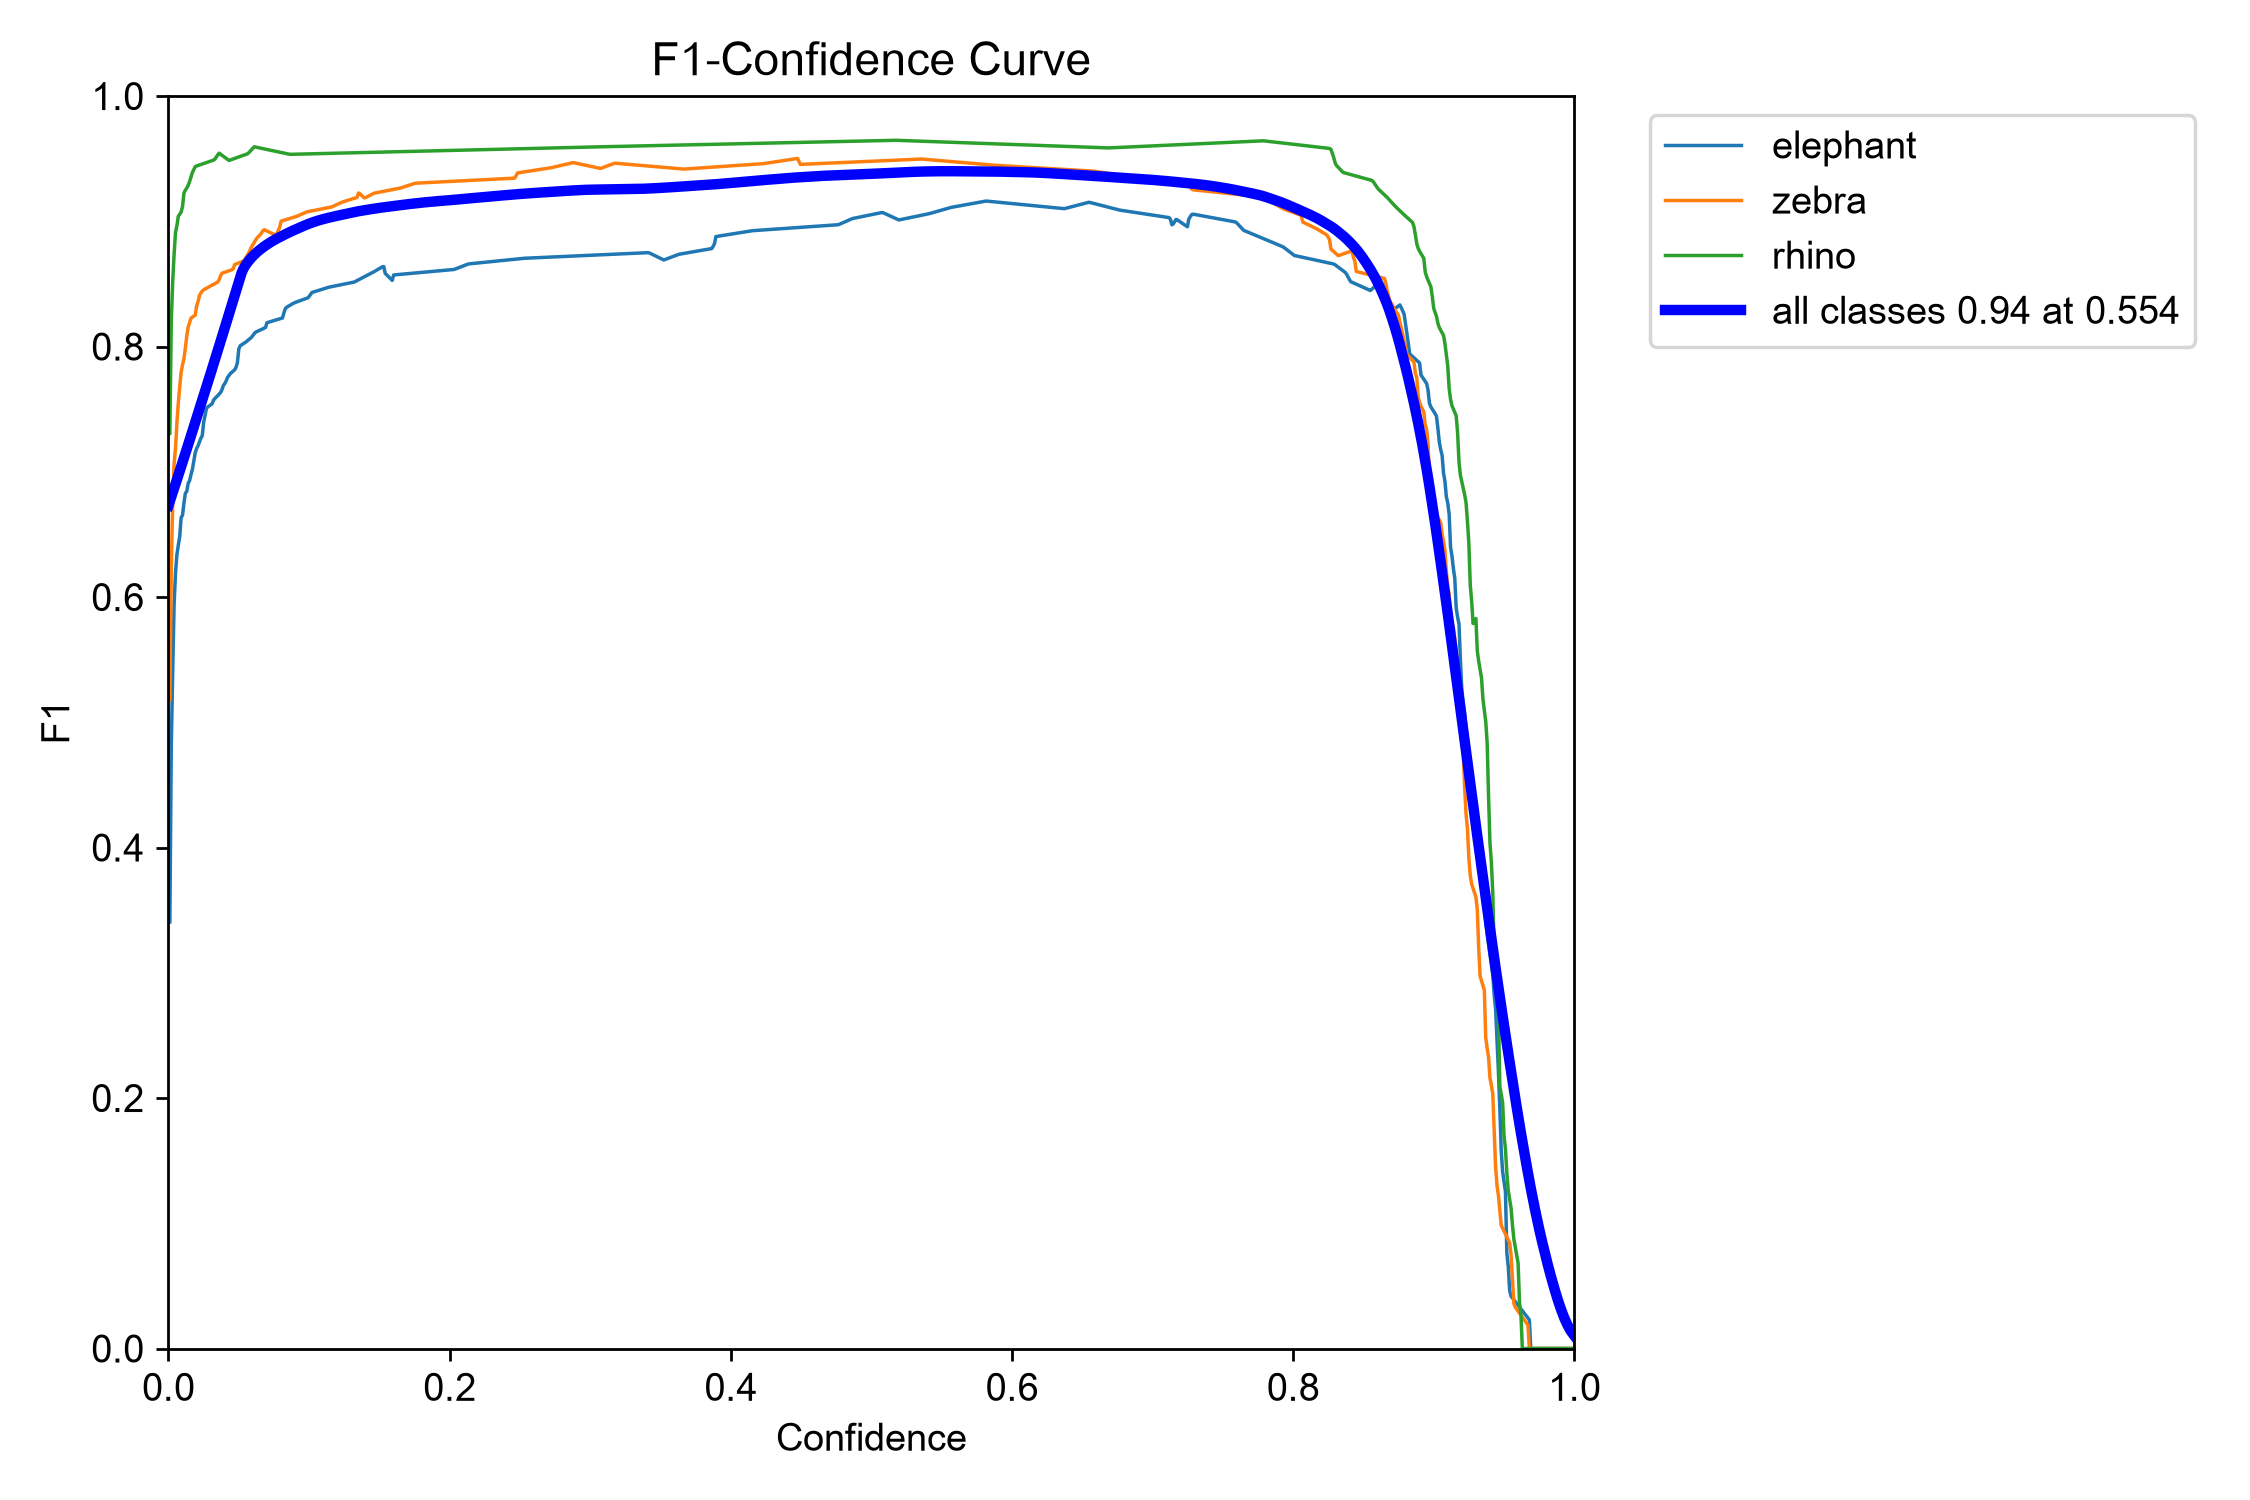 F1-Confidence Curve
1.0
0.8
0.6
0.4
0.2
0.0
F1
0.0 0.2 0.4 0.6 0.8 1.0
Confidence
elephant
zebra
rhino
all classes 0.94 at 0.554